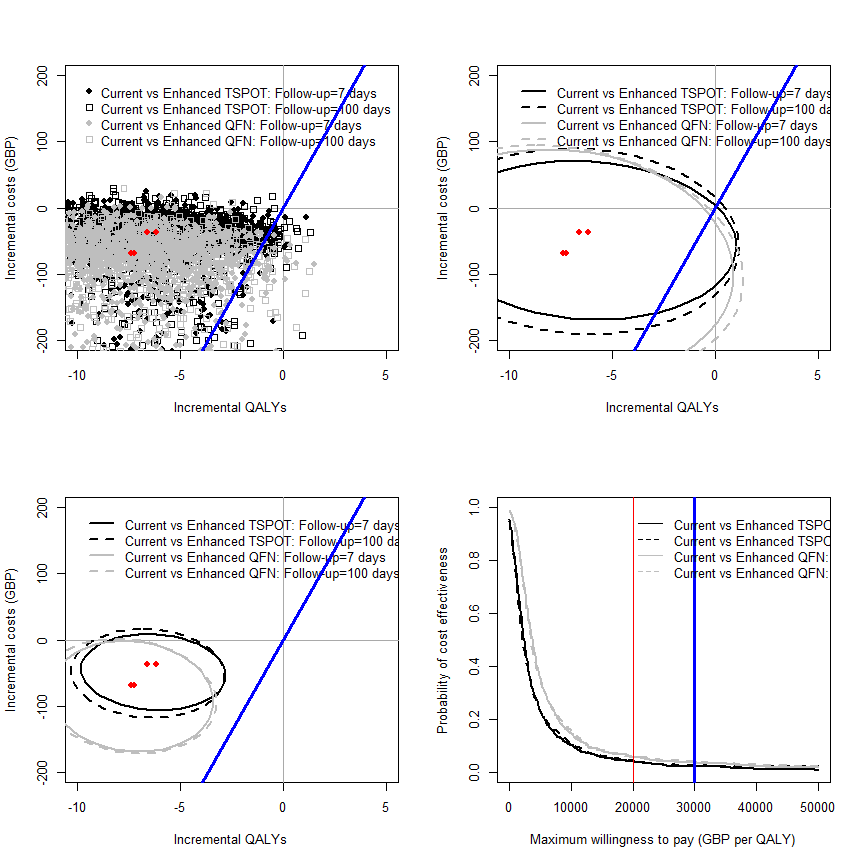 200
100
0
-200 -100
-10 -5 0 5
Incremental QALYs
Incremental costs (GBP)
Current vs Enhanced TSPOT: Follow-up=7 days
Current vs Enhanced TSPOT: Follow-up=100 days
Current vs Enhanced QFN: Follow-up=7 days
Current vs Enhanced QFN: Follow-up=100 days
200
100
0
-200 -100
-10 -5 0 5
Incremental QALYs
Incremental costs (GBP)
Current vs Enhanced TSPOT: Follow-up=7 days
Current vs Enhanced TSPOT: Follow-up=100 da
Current vs Enhanced QFN: Follow-up=7 days
Current vs Enhanced QFN: Follow-up=100 days
200
100
0
-200 -100
-10 -5 0 5
Incremental QALYs
Incremental costs (GBP)
Current vs Enhanced TSPOT: Follow-up=7 days
Current vs Enhanced TSPOT: Follow-up=100 da
Current vs Enhanced QFN: Follow-up=7 days
Current vs Enhanced QFN: Follow-up=100 days
1.0
0.8
0.6
0.4
0.2
0.0
0 10000 20000 30000 40000 50000
Maximum willingness to pay (GBP per QALY)
Probability of cost effectiveness
Current vs Enhanced TSPO
Current vs Enhanced TSPO
Current vs Enhanced QFN:
Current vs Enhanced QFN: